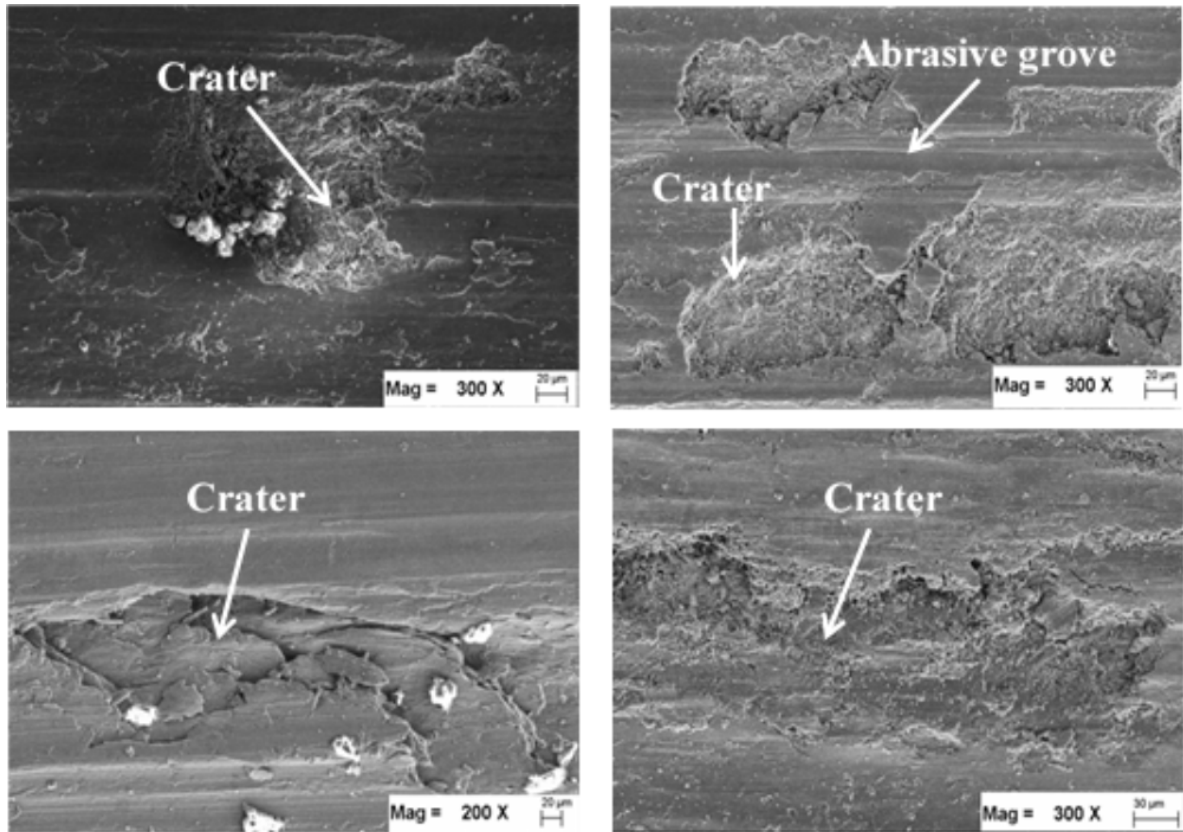 Crater
Mag = 300 X 20 µm
Abrasive grove
Crater
Mag = 300 X 20 µm
Crater
Mag = 200 X 20 µm
Crater
Mag = 300 X 30 µm